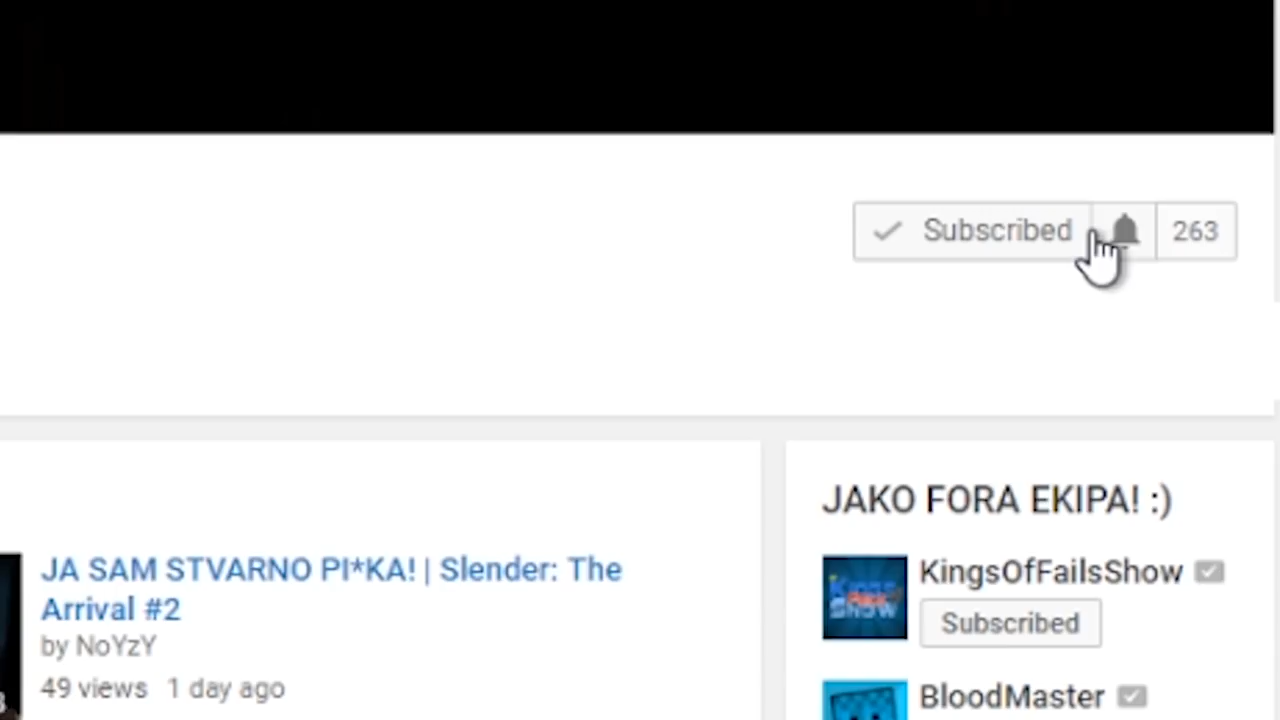 Subscribed 263
JAKO FORA EKIPA! :)
JA SAM STVARNO PI*KA! | Slender: The
Arrival #2
by NoYzY
49 views 1 day ago
KingsOfFailsShow
Subscribed
BloodMaster